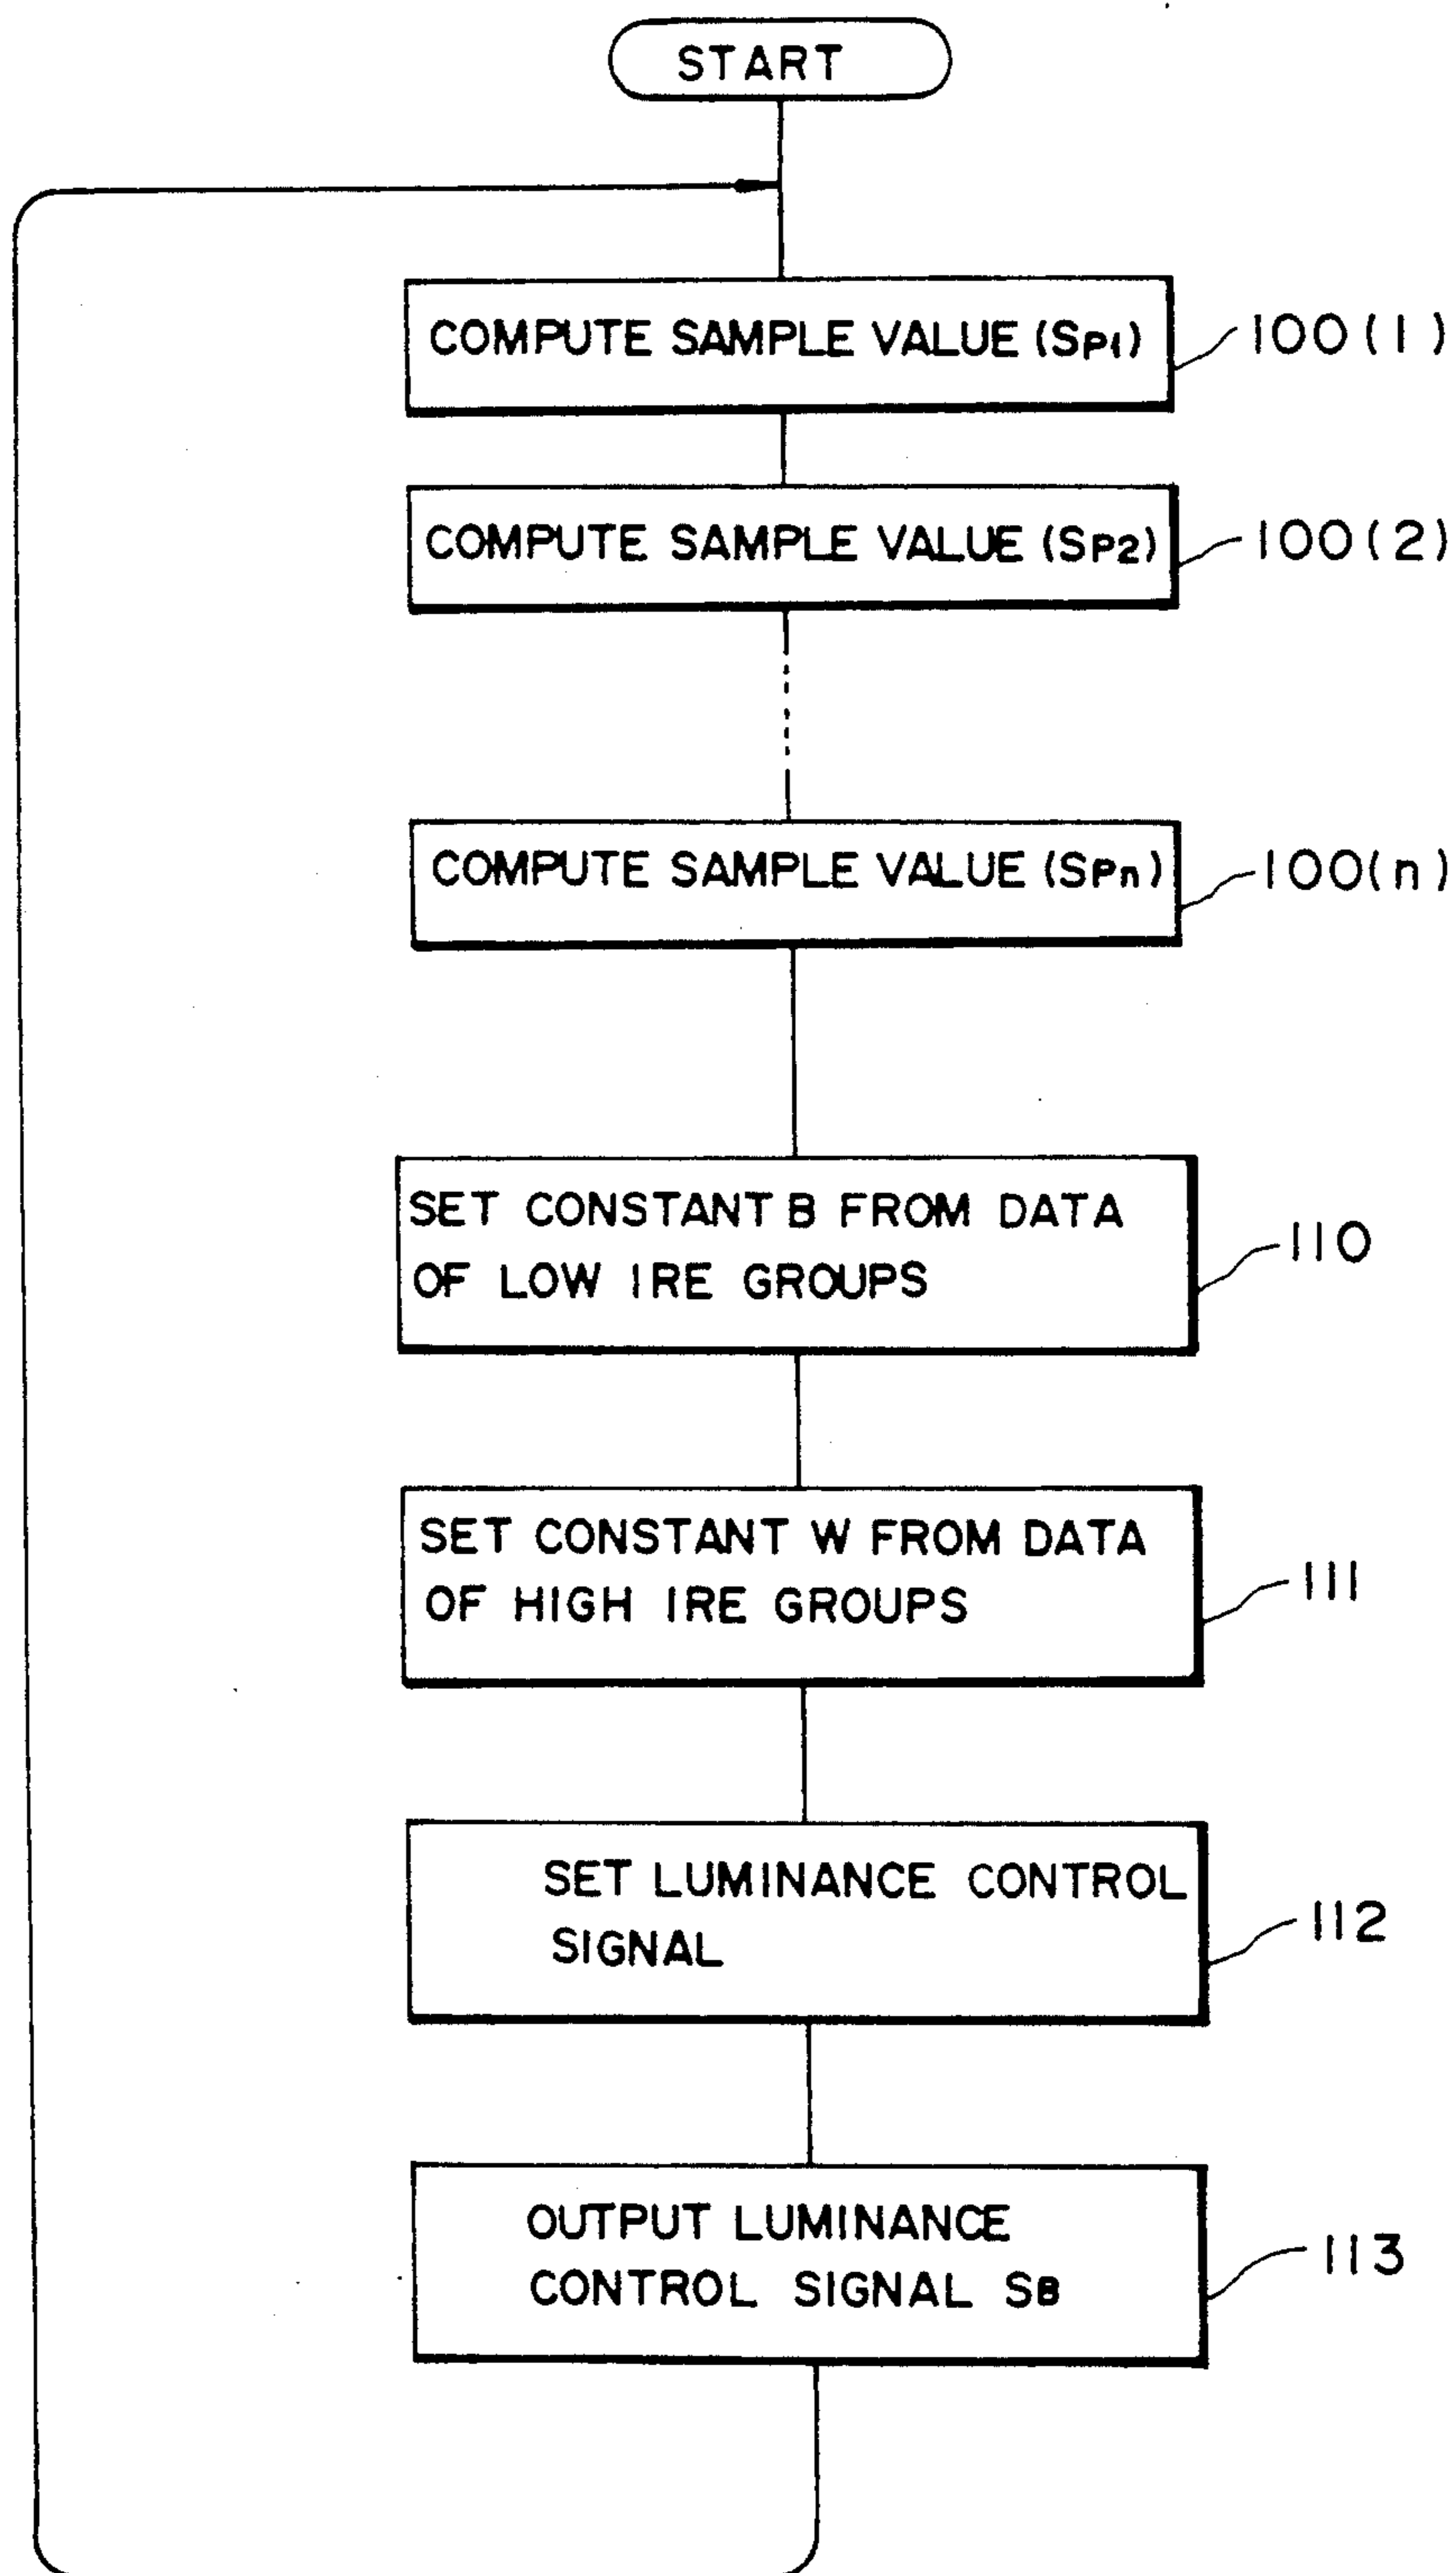 START
COMPUTE SAMPLE VALUE (SP1)
100(1)
COMPUTE SAMPLE VALUE (SP2)
100(2)
COMPUTE SAMPLE VALUE (SPn)
100(n)
SET CONSTANT B FROM DATA
OF LOW IRE GROUPS
110
SET CONSTANT W FROM DATA
OF HIGH IRE GROUPS
111
SET LUMINANCE CONTROL
SIGNAL
112
OUTPUT LUMINANCE
CONTROL SIGNAL SB
113